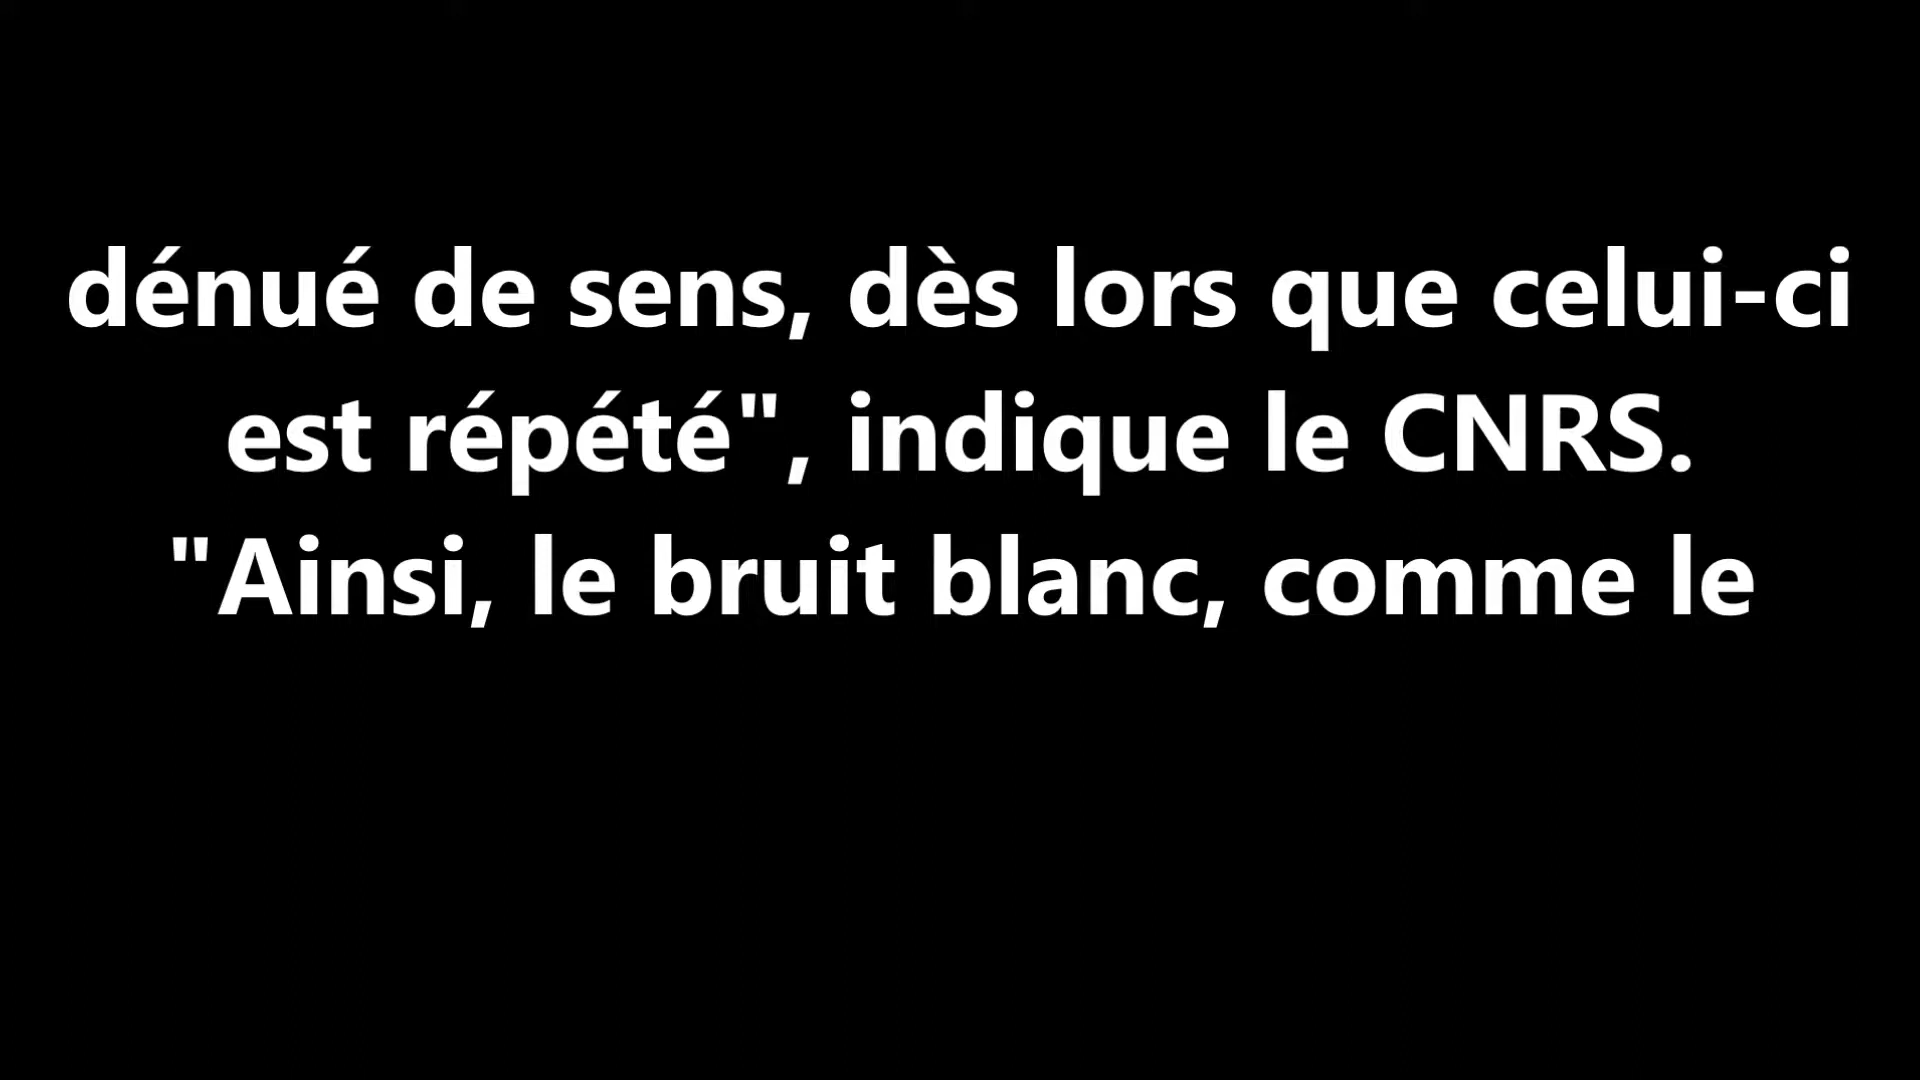 dénué de sens, dès lors que celui-ci
est répété", indique le CNRS.
"Ainsi, le bruit blanc, comme le